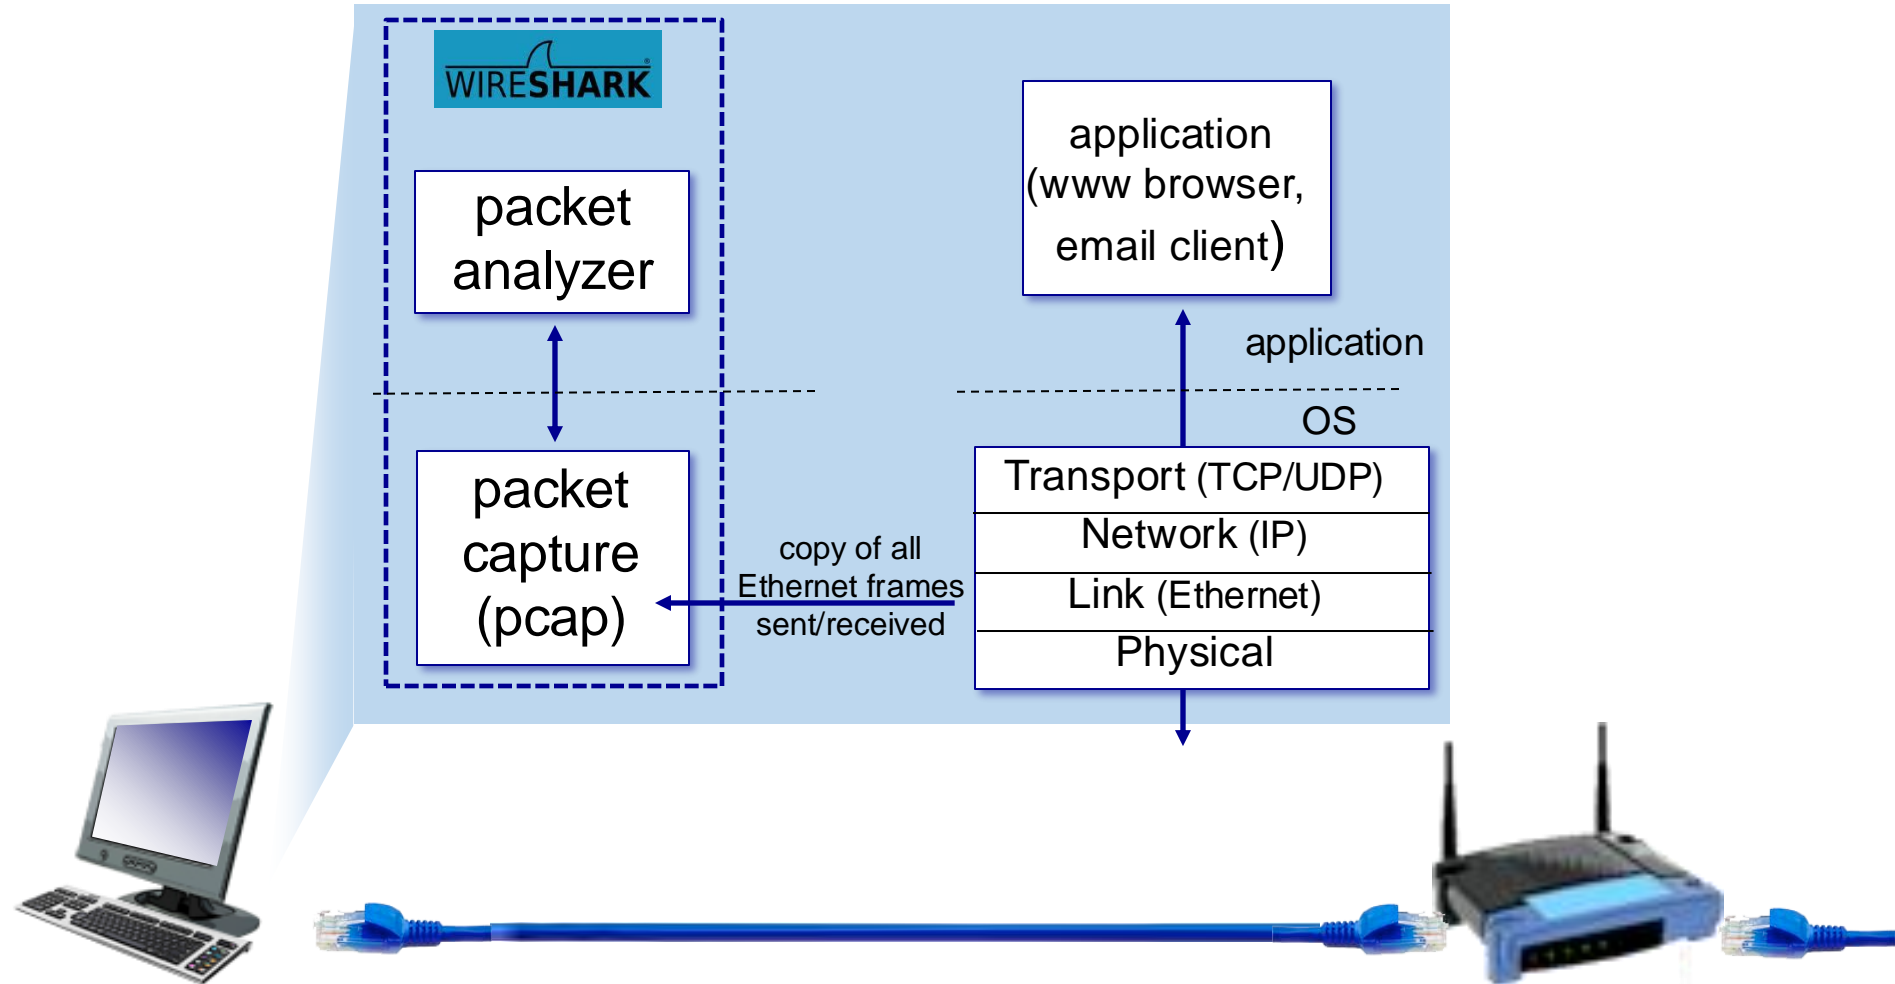 WIRESHARK
®
packet
analyzer
packet
capture
(pcap)
copy of all
Ethernet frames
sent/received
application
(www browser,
email client)
application
OS
Transport (TCP/UDP)
Network (IP)
Link (Ethernet)
Physical